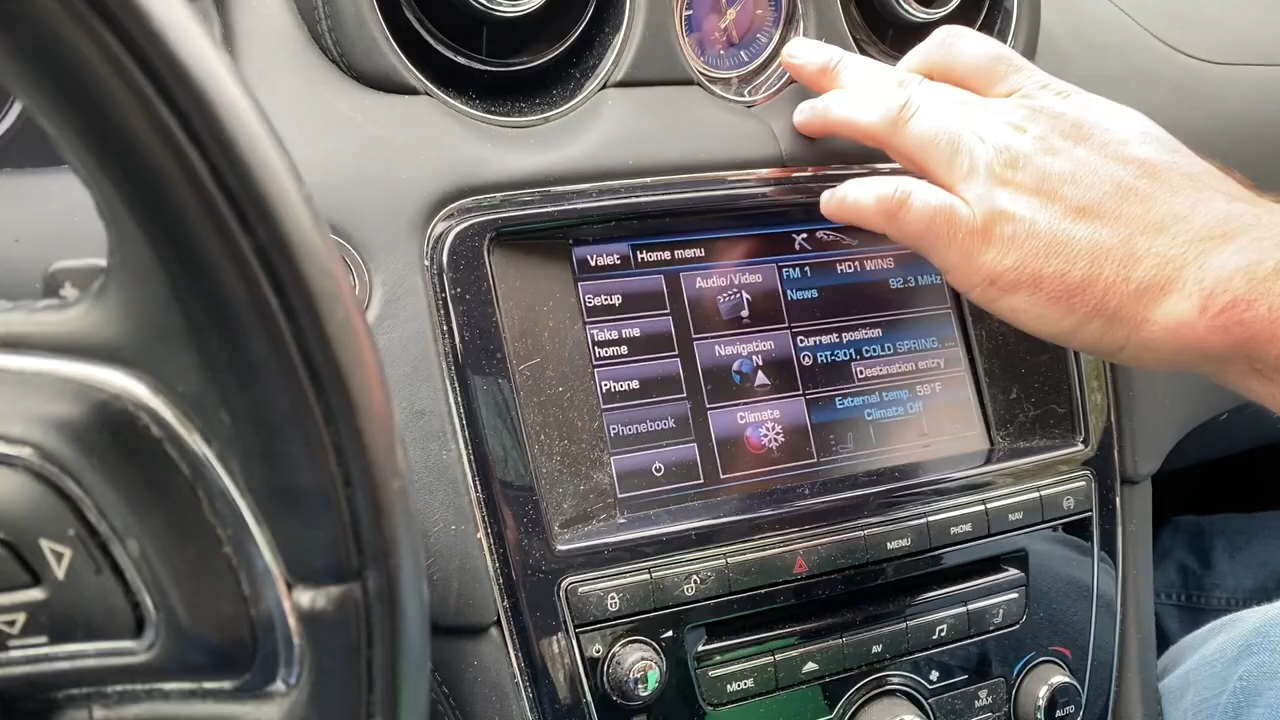 Valet
Home menu
Setup
Take me
home
Phone
Phonebook
Audio/Video
Navigation
N
Climate
FM 1 HD1 WINS
News 92.3 MHz
Current position
RT-301, COLD SPRING, ...
Destination entry
External temp. 59°F
Climate Off
MENU
PHONE
NAV
MODE
AV
MAX
AUTO